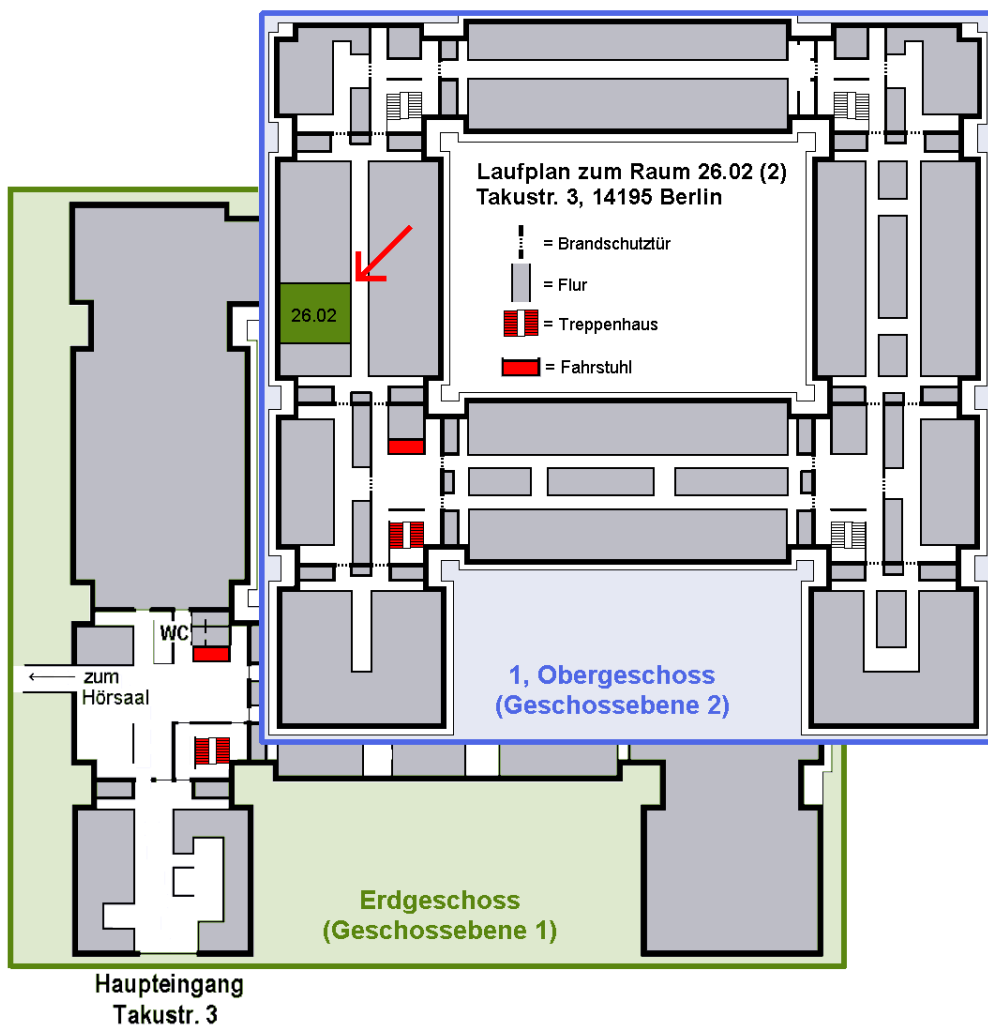 Laufplan zum Raum 26.02 (2)
Takustr. 3, 14195 Berlin
= Brandschutztür
= Flur
= Treppenhaus
= Fahrstuhl
26.02
WC
← zum
Hörsaal
1, Obergeschoss
(Geschossebene 2)
Erdgeschoss
(Geschossebene 1)
Haupteingang
Takustr. 3